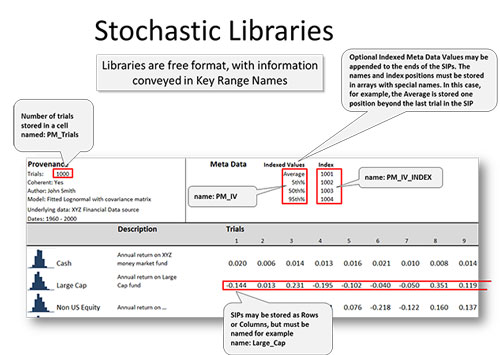 Stochastic Libraries
Libraries are free format, with information
conveyed in Key Range Names
Optional Indexed Meta Data Values may be
appended to the ends of the SIPs. The
names and index positions must be stored
in arrays with special names. In this case,
for example, the Average is stored one
position beyond the last trial in the SIP
Number of trials
stored in a cell
named: PM_Trials
Provenance
Trials: 1000
Coherent: Yes
Author: John Smith
Model: Fitted Lognormal with covariance matrix
Underlying data: XYZ Financial Data source
Dates: 1960 - 2000
Meta Data Indexed Values Index
Average 1001
5th% 1002
50th% 1003
95th% 1004
name: PM_IV
name: PM_IV_INDEX
Description Trials
1 2 3 4 5 6 7 8 9
Cash Annual return on XYZ
money market fund 0.020 0.006 0.014 0.013 0.016 0.021 0.010 0.008 0.014
Large Cap Annual return on Large
Cap fund -0.144 0.013 0.231 -0.195 -0.102 -0.040 -0.050 0.351 0.119
Non US Equity Annual return on ... 0.076 -0.218 -0.122 0.160 0.137
SIPs may be stored as Rows
or Columns, but must be
named for example
name: Large_Cap